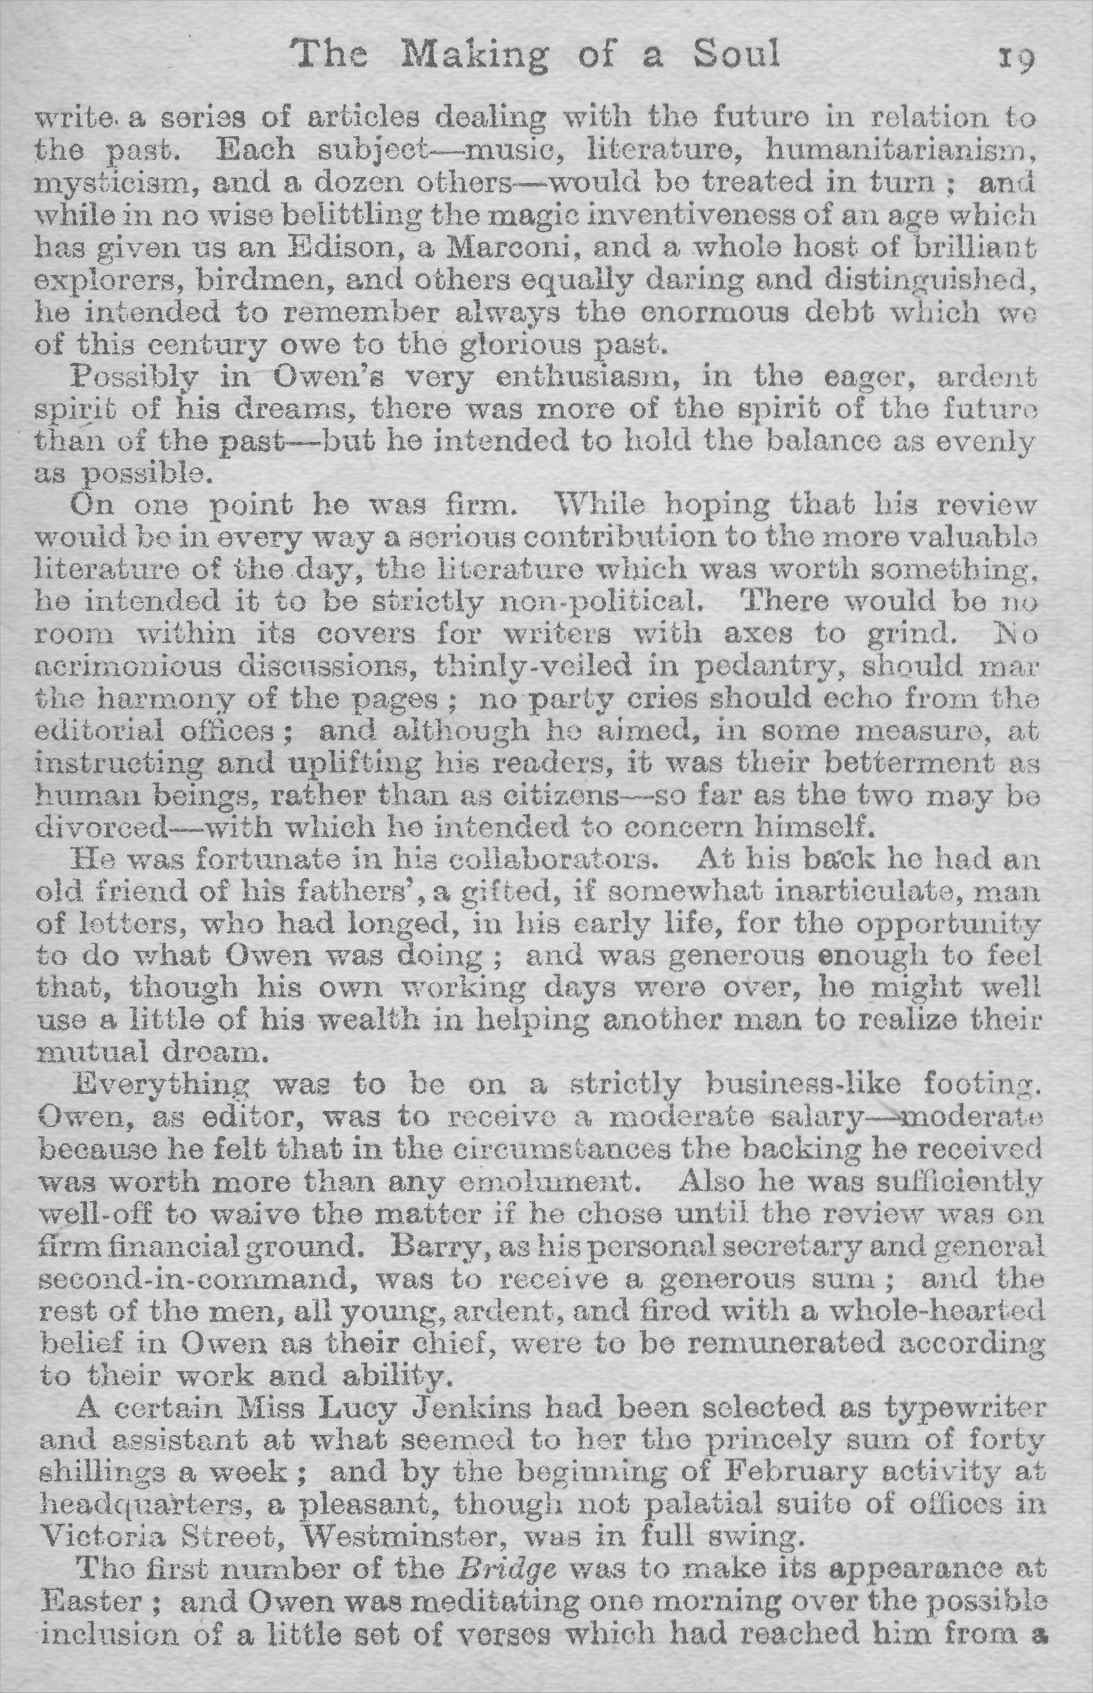 The Making of a Soul 19
write a series of articles dealing with the future in relation to
the past. Each subject—music, literature, humanitarianism,
mysticism, and a dozen others—would be treated in turn ; and
while in no wise belittling the magic inventiveness of an age which
has given us an Edison, a Marconi, and a whole host of brilliant
explorers, birdmen, and others equally daring and distinguished,
he intended to remember always the enormous debt which we
of this century owe to the glorious past.
Possibly in Owen's very enthusiasm, in the eager, ardent
spirit of his dreams, there was more of the spirit of the future
than of the past—but he intended to hold the balance as evenly
as possible.
On one point he was firm. While hoping that his review
would be in every way a serious contribution to the more valuable
literature of the day, the literature which was worth something,
he intended it to be strictly non-political. There would be no
room within its covers for writers with axes to grind. No
acrimonious discussions, thinly-veiled in pedantry, should mar
the harmony of the pages ; no party cries should echo from the
editorial offices ; and although he aimed, in some measure, at
instructing and uplifting his readers, it was their betterment as
human beings, rather than as citizens—so far as the two may be
divorced—with which he intended to concern himself.
He was fortunate in his collaborators. At his back he had an
old friend of his fathers', a gifted, if somewhat inarticulate, man
of letters, who had longed, in his early life, for the opportunity
to do what Owen was doing ; and was generous enough to feel
that, though his own working days were over, he might well
use a little of his wealth in helping another man to realize their
mutual dream.
Everything was to be on a strictly business-like footing.
Owen, as editor, was to receive a moderate salary—moderate
because he felt that in the circumstances the backing he received
was worth more than any emolument. Also he was sufficiently
well-off to waive the matter if he chose until the review was on
firm financial ground. Barry, as his personal secretary and general
second-in-command, was to receive a generous sum ; and the
rest of the men, all young, ardent, and fired with a whole-hearted
belief in Owen as their chief, were to be remunerated according
to their work and ability.
A certain Miss Lucy Jenkins had been selected as typewriter
and assistant at what seemed to her the princely sum of forty
shillings a week ; and by the beginning of February activity at
headquarters, a pleasant, though not palatial suite of offices in
Victoria Street, Westminster, was in full swing.
The first number of the Bridge was to make its appearance at
Easter ; and Owen was meditating one morning over the possible
inclusion of a little set of verses which had reached him from a